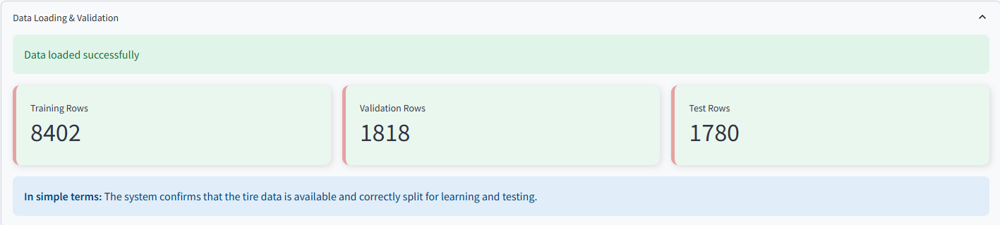 Data Loading & Validation
Data loaded successfully
Training Rows
8402
Validation Rows
1818
Test Rows
1780
In simple terms: The system confirms that the tire data is available and correctly split for learning and testing.